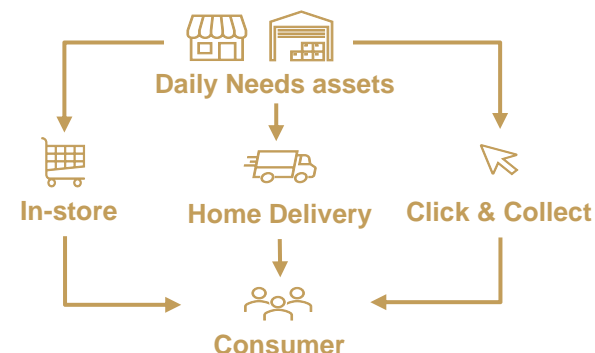 Daily Needs assets
In-store
Home Delivery
Click & Collect
Consumer